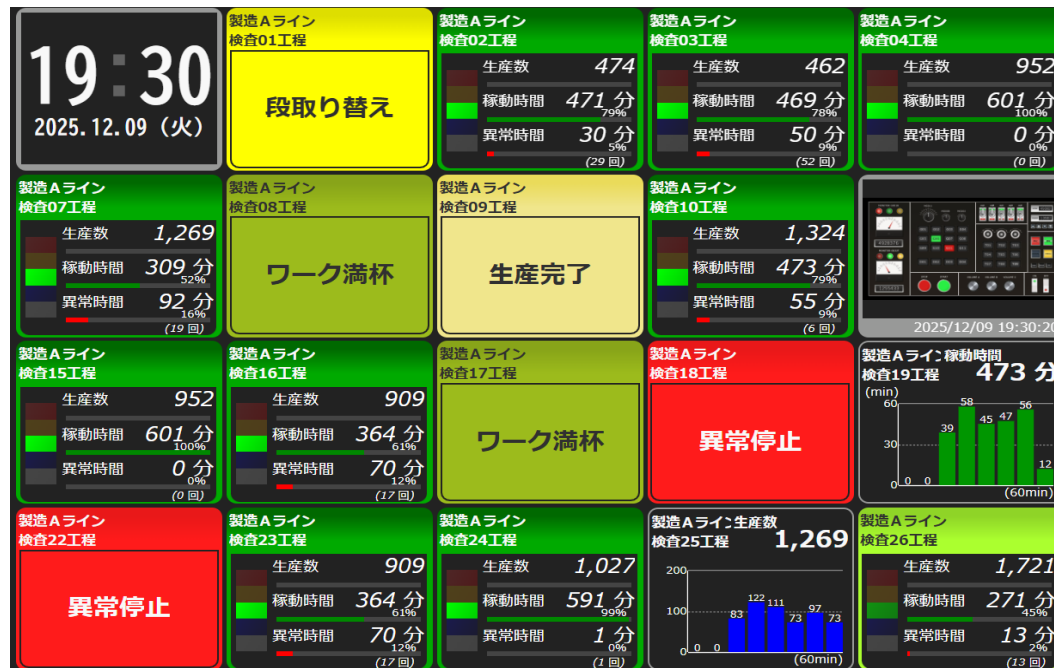 19:30
2025.12.09 (火)
製造Aライン
検査01工程
段取り替え
製造Aライン
検査02工程
生産数 474
稼動時間 471 分
79%
異常時間 30 分
5%
(29 回)
製造Aライン
検査03工程
生産数 462
稼動時間 469 分
78%
異常時間 50 分
9%
(52 回)
製造Aライン
検査04工程
生産数 952
稼動時間 601 分
100%
異常時間 0 分
0%
(0 回)
製造Aライン
検査07工程
生産数 1,269
稼動時間 309 分
52%
異常時間 92 分
16%
(19 回)
製造Aライン
検査08工程
ワーク満杯
製造Aライン
検査09工程
生産完了
製造Aライン
検査10工程
生産数 1,324
稼動時間 473 分
79%
異常時間 55 分
9%
(6 回)
2025/12/09 19:30:20
製造Aライン
検査15工程
生産数 952
稼動時間 601 分
100%
異常時間 0 分
0%
(0 回)
製造Aライン
検査16工程
生産数 909
稼動時間 364 分
61%
異常時間 70 分
12%
(17 回)
製造Aライン
検査17工程
ワーク満杯
製造Aライン
検査18工程
異常停止
製造Aライン 稼動時間
検査19工程 473 分
(min)
60
30
0
0 0 39 58 45 47 56 12
(60min)
製造Aライン
検査22工程
異常停止
製造Aライン
検査23工程
生産数 909
稼動時間 364 分
61%
異常時間 70 分
12%
(17 回)
製造Aライン
検査24工程
生産数 1,027
稼動時間 591 分
99%
異常時間 1 分
0%
(1 回)
製造Aライン 生産数
検査25工程 1,269
200
100
0
0 0 83 122 111 73 97 73
(60min)
製造Aライン
検査26工程
生産数 1,721
稼動時間 271 分
45%
異常時間 13 分
2%
(13 回)